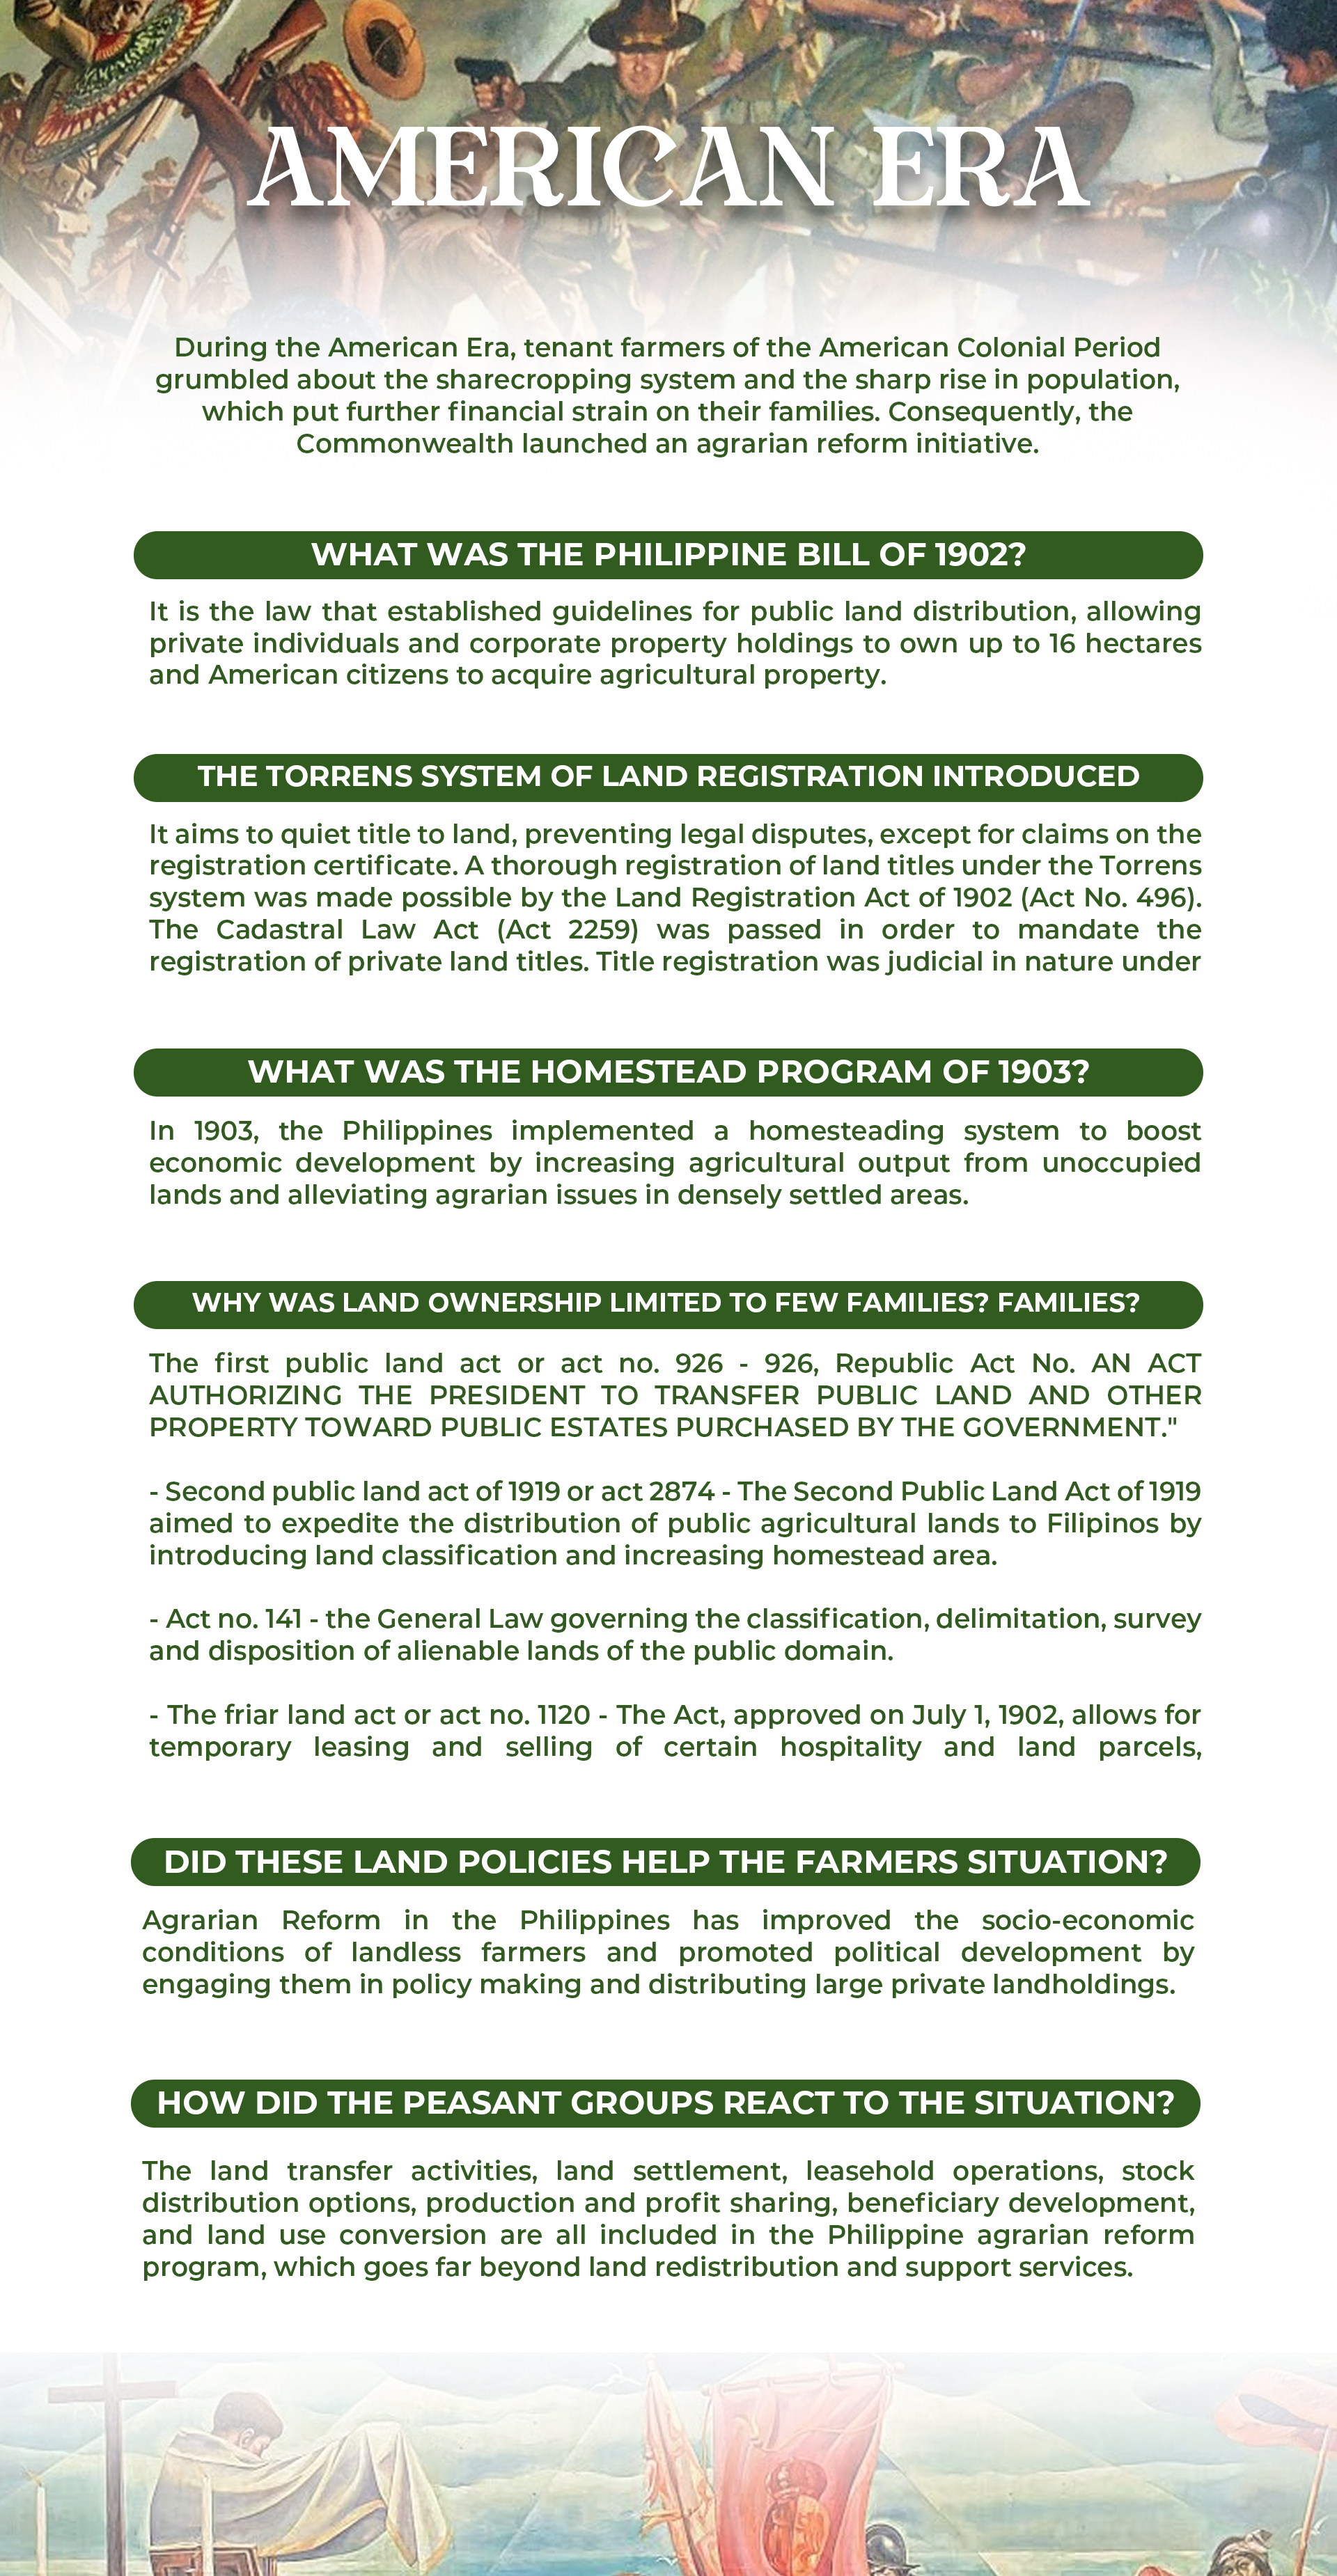 AMERICAN ERA
During the American Era, tenant farmers of the American Colonial Period
grumbled about the sharecropping system and the sharp rise in population,
which put further financial strain on their families. Consequently, the
Commonwealth launched an agrarian reform initiative.
WHAT WAS THE PHILIPPINE BILL OF 1902?
It is the law that established guidelines for public land distribution, allowing
private individuals and corporate property holdings to own up to 16 hectares
and American citizens to acquire agricultural property.
THE TORRENS SYSTEM OF LAND REGISTRATION INTRODUCED
It aims to quiet title to land, preventing legal disputes, except for claims on the
registration certificate. A thorough registration of land titles under the Torrens
system was made possible by the Land Registration Act of 1902 (Act No. 496).
The Cadastral Law Act (Act 2259) was passed in order to mandate the
registration of private land titles. Title registration was judicial in nature under
WHAT WAS THE HOMESTEAD PROGRAM OF 1903?
In 1903, the Philippines implemented a homesteading system to boost
economic development by increasing agricultural output from unoccupied
lands and alleviating agrarian issues in densely settled areas.
WHY WAS LAND OWNERSHIP LIMITED TO FEW FAMILIES? FAMILIES?
The first public land act or act no. 926 - 926, Republic Act No. AN ACT
AUTHORIZING THE PRESIDENT TO TRANSFER PUBLIC LAND AND OTHER
PROPERTY TOWARD PUBLIC ESTATES PURCHASED BY THE GOVERNMENT."
- Second public land act of 1919 or act 2874 - The Second Public Land Act of 1919
aimed to expedite the distribution of public agricultural lands to Filipinos by
introducing land classification and increasing homestead area.
- Act no. 141 - the General Law governing the classification, delimitation, survey
and disposition of alienable lands of the public domain.
- The friar land act or act no. 1120 - The Act, approved on July 1, 1902, allows for
temporary leasing and selling of certain hospitality and land parcels,
DID THESE LAND POLICIES HELP THE FARMERS SITUATION?
Agrarian Reform in the Philippines has improved the socio-economic
conditions of landless farmers and promoted political development by
engaging them in policy making and distributing large private landholdings.
HOW DID THE PEASANT GROUPS REACT TO THE SITUATION?
The land transfer activities, land settlement, leasehold operations, stock
distribution options, production and profit sharing, beneficiary development,
and land use conversion are all included in the Philippine agrarian reform
program, which goes far beyond land redistribution and support services.